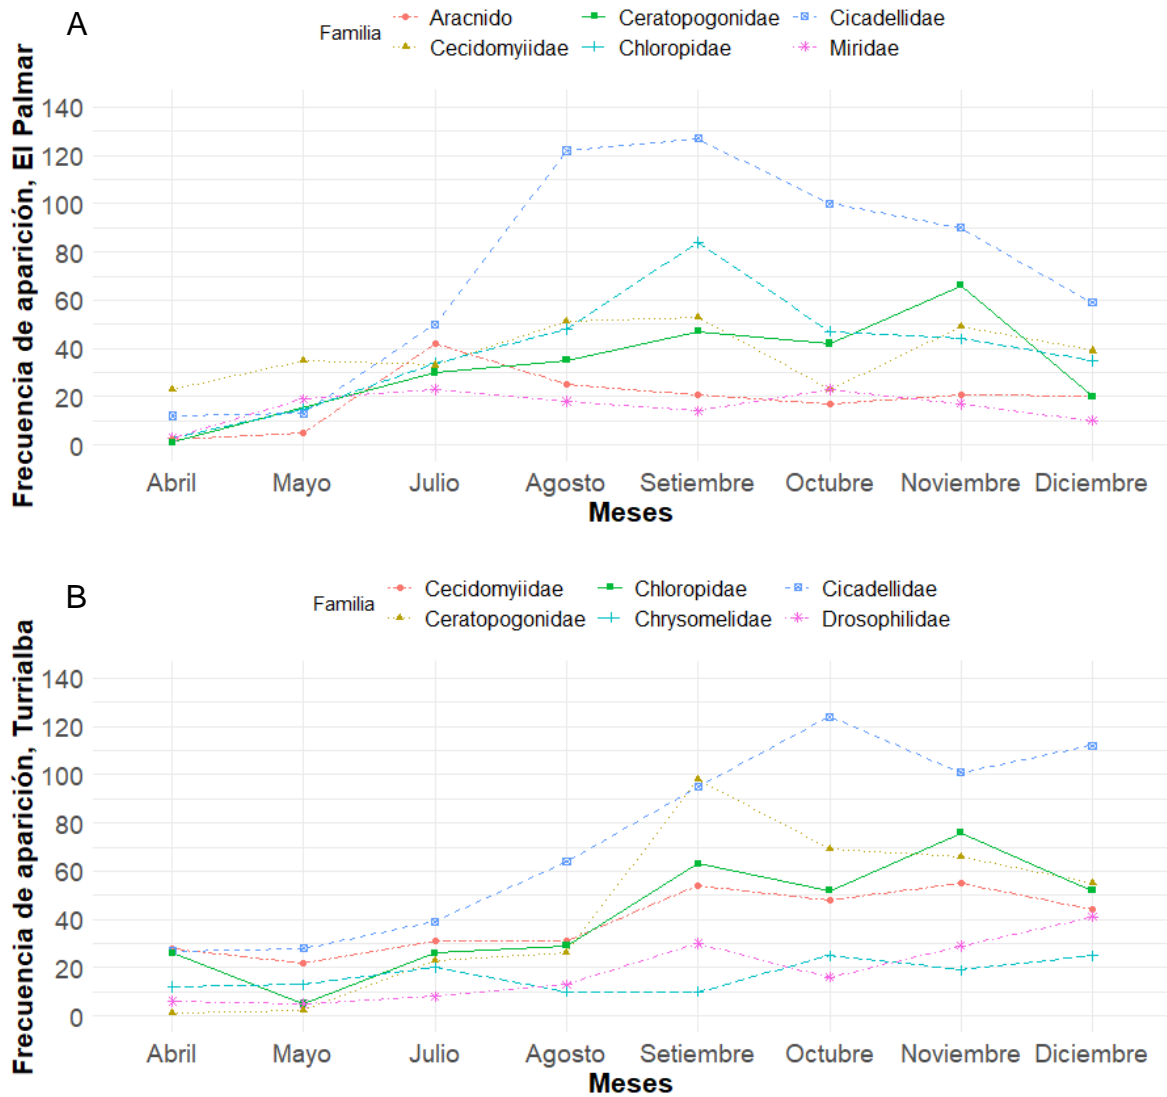 A
Familia
Aracnido
Ceratopogonidae
Cicadellidae
Cecidomyiidae
Chloropidae
Miridae
Frecuencia de aparición, El Palmar
140
120
100
80
60
40
20
0
Abril Mayo Julio Agosto Setiembre Octubre Noviembre Diciembre
Meses
B
Familia
Cecidomyiidae
Chloropidae
Cicadellidae
Ceratopogonidae
Chrysomelidae
Drosophilidae
Frecuencia de aparición, Turrialba
140
120
100
80
60
40
20
0
Abril Mayo Julio Agosto Setiembre Octubre Noviembre Diciembre
Meses